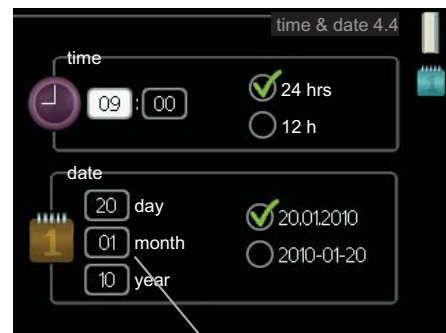 time & date 4.4
time
09 : 00
24 hrs
12 h
date
20 day
01 month
10 year
20.01.2010
2010-01-20
1